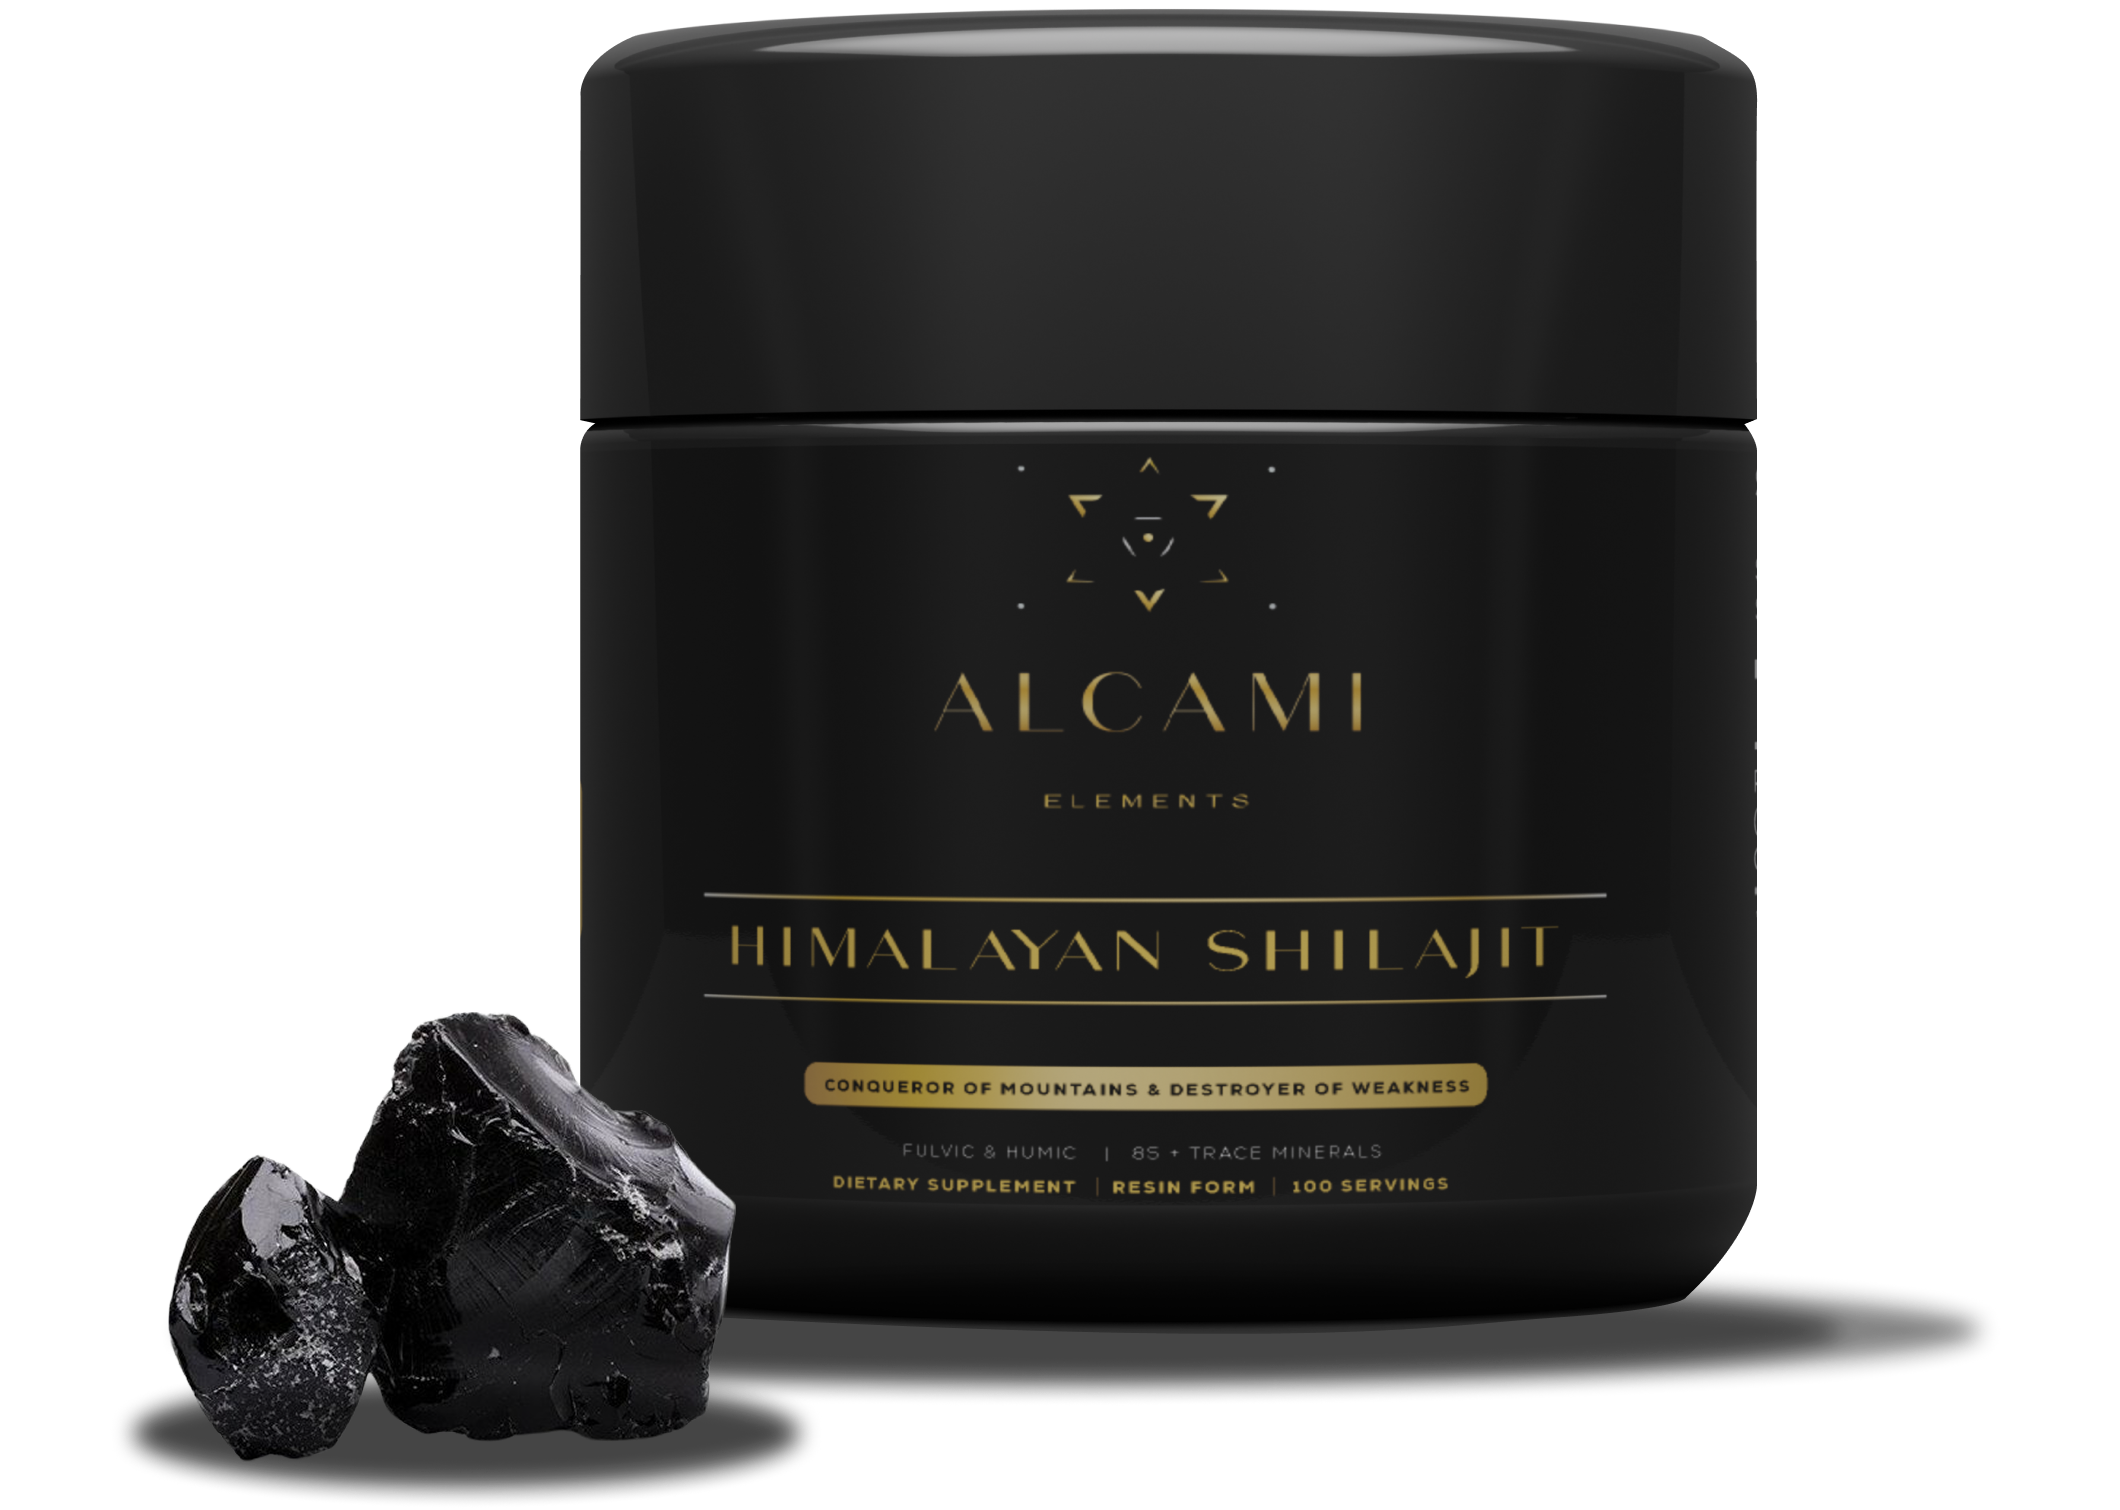 ALCAMI
ELEMENTS
HIMALAYAN SHILAJIT
CONQUEROR OF MOUNTAINS & DESTROYER OF WEAKNESS
FULVIC & HUMIC | 85 + TRACE MINERALS
DIETARY SUPPLEMENT | RESIN FORM | 100 SERVINGS